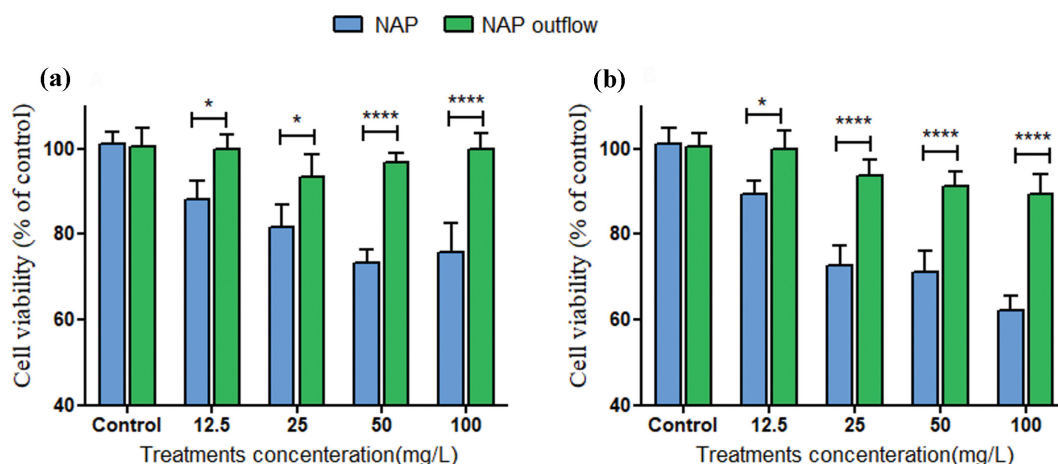 NAP NAP outflow
(a)
Cell viability (% of control)
100
80
60
40
* * **** ****
Control 12.5 25 50 100
Treatments concenteration(mg/L)
(b)
Cell viability (% of control)
100
80
60
40
* **** **** ****
Control 12.5 25 50 100
Treatments concenteration(mg/L)